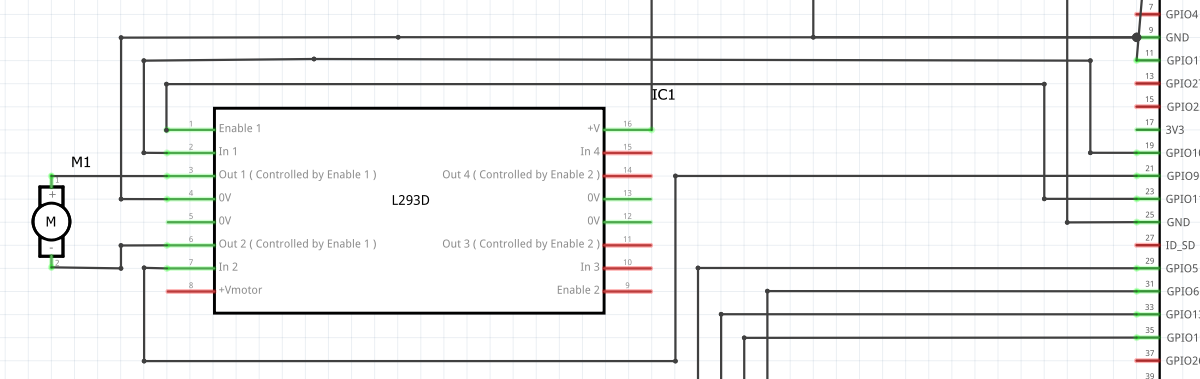 7 GPIO4
9 GND
11 GPIO1
13 GPIO2
15 GPIO2
IC1
1 Enable 1 +V 16
17 3V3
2 In 1 In 4 15
19 GPIO10
M1
3 Out 1 ( Controlled by Enable 1 ) Out 4 ( Controlled by Enable 2 ) 14
21 GPIO9
1
+
4 0V 0V 13
23 GPIO1
L293D
M
5 0V 0V 12
25 GND
6 Out 2 ( Controlled by Enable 1 ) Out 3 ( Controlled by Enable 2 ) 11
27 ID_SD
-
2
7 In 2 In 3 10
29 GPIO5
8 +Vmotor Enable 2 9
31 GPIO6
33 GPIO1
35 GPIO1
37 GPIO2
39